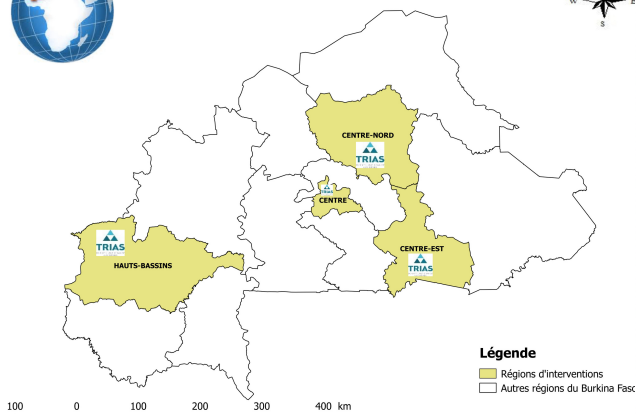 W
E
S
CENTRE-NORD
TRIAS
TRIAS
CENTRE
TRIAS
HAUTS-BASSINS
CENTRE-EST
TRIAS
Légende
Régions d'interventions
Autres régions du Burkina Faso
100 0 100 200 300 400 km